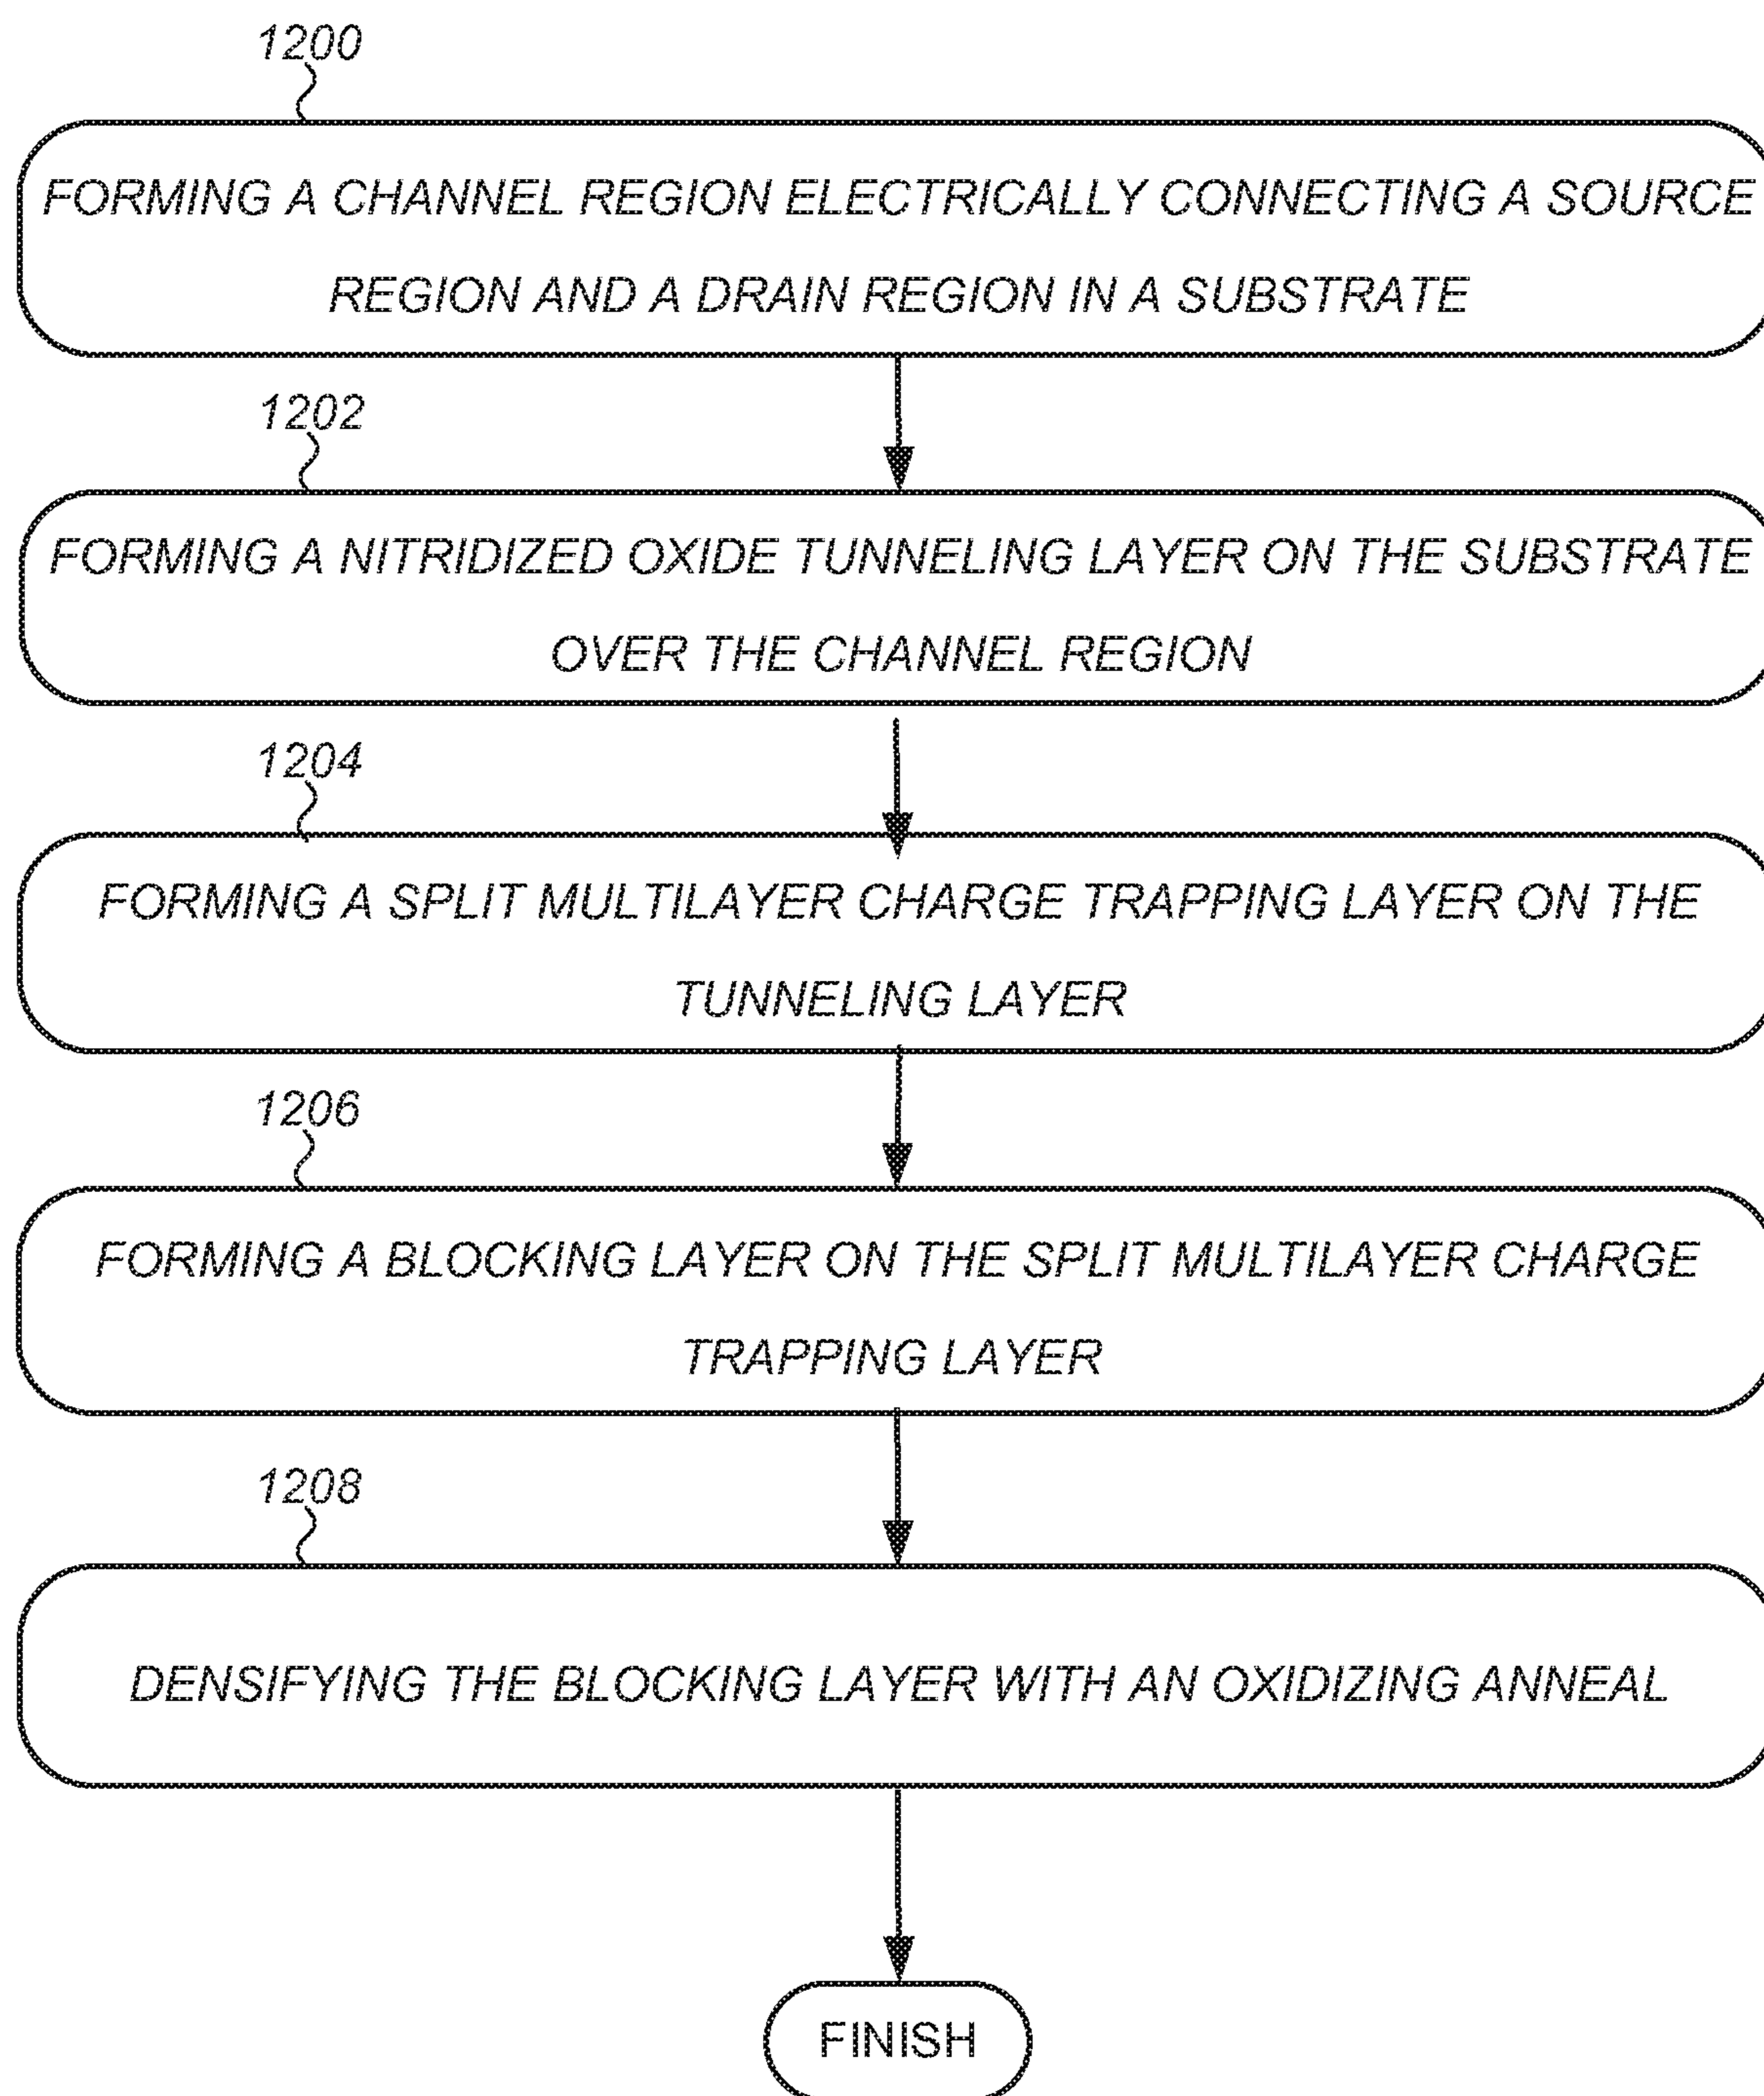 1200
FORMING A CHANNEL REGION ELECTRICALLY CONNECTING A SOURCE
REGION AND A DRAIN REGION IN A SUBSTRATE
1202
FORMING A NITRIDIZED OXIDE TUNNELING LAYER ON THE SUBSTRATE
OVER THE CHANNEL REGION
1204
FORMING A SPLIT MULTILAYER CHARGE TRAPPING LAYER ON THE
TUNNELING LAYER
1206
FORMING A BLOCKING LAYER ON THE SPLIT MULTILAYER CHARGE
TRAPPING LAYER
1208
DENSIFYING THE BLOCKING LAYER WITH AN OXIDIZING ANNEAL
FINISH